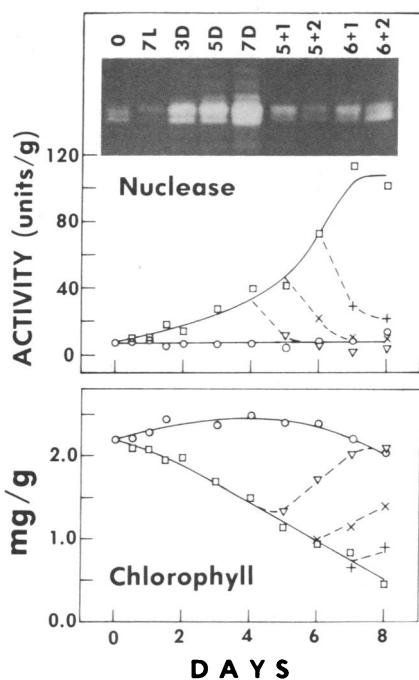 0 7L 3D 5D 7D 5+1 5+2 6+1 6+2
120
Nuclease
80
40
0
ACTIVITY (units/g)
2.0
1.0
0.0
mg/g
Chlorophyll
0 2 4 6 8
DAYS